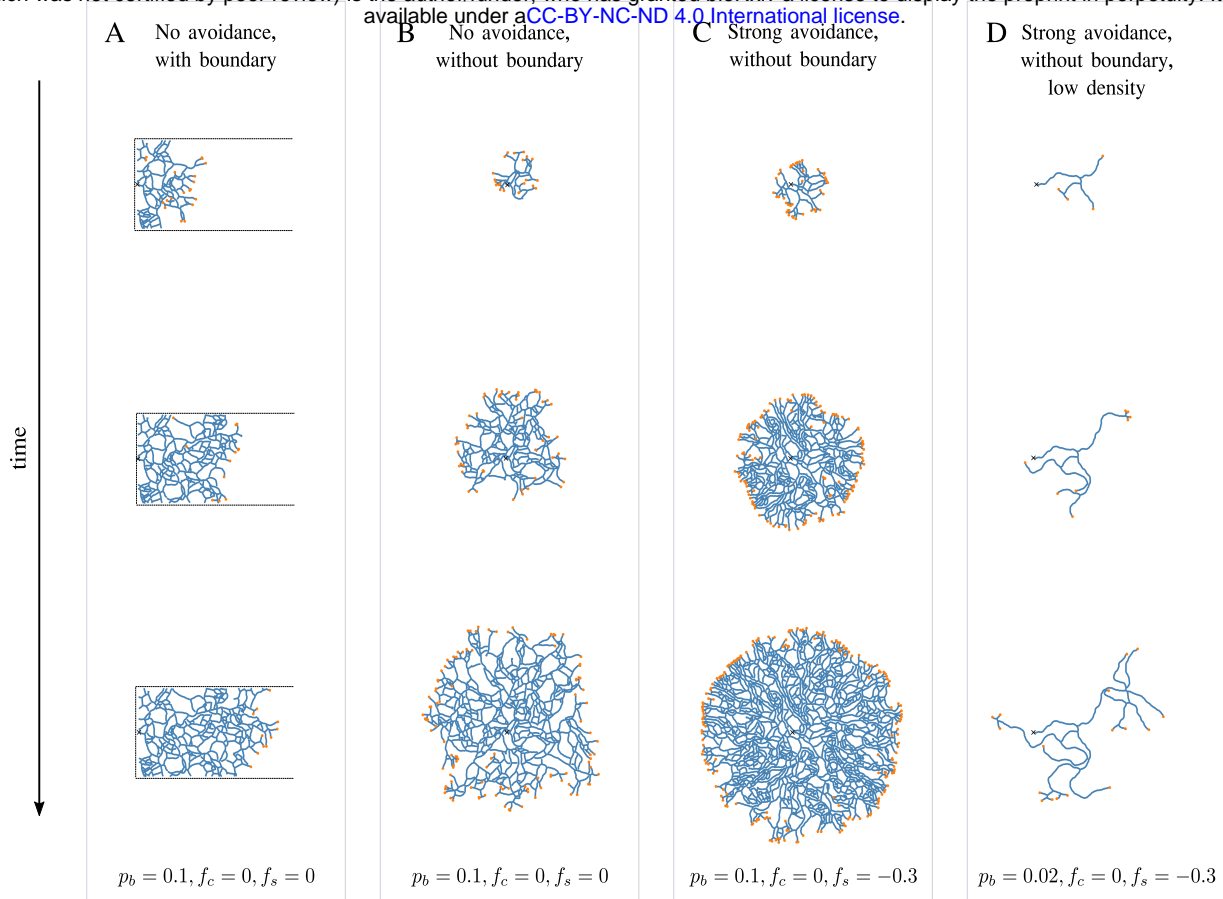 available under aCC-BY-NC-ND 4.0 International license.
A No avoidance,
with boundary
B No avoidance,
without boundary
C Strong avoidance,
without boundary
D Strong avoidance,
without boundary,
low density
time
p_b = 0.1, f_c = 0, f_s = 0
p_b = 0.1, f_c = 0, f_s = 0
p_b = 0.1, f_c = 0, f_s = −0.3
p_b = 0.02, f_c = 0, f_s = −0.3